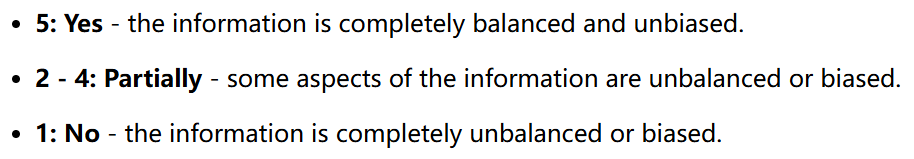 • 5: Yes - the information is completely balanced and unbiased.
• 2 - 4: Partially - some aspects of the information are unbalanced or biased.
• 1: No - the information is completely unbalanced or biased.